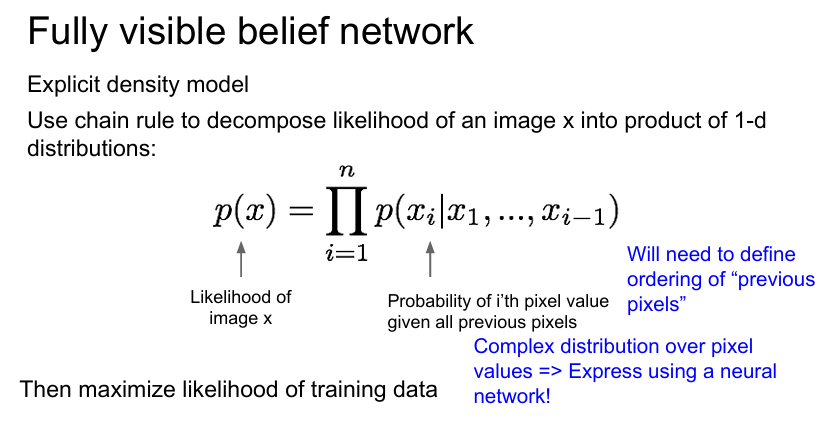 Fully visible belief network
Explicit density model
Use chain rule to decompose likelihood of an image x into product of 1-d
distributions:
p(x) = ∏_{i=1}^{n} p(x_i|x_1, ..., x_{i−1})
Likelihood of
image x
Probability of i’th pixel value
given all previous pixels
Will need to define
ordering of “previous
pixels”
Complex distribution over pixel
values => Express using a neural
network!
Then maximize likelihood of training data